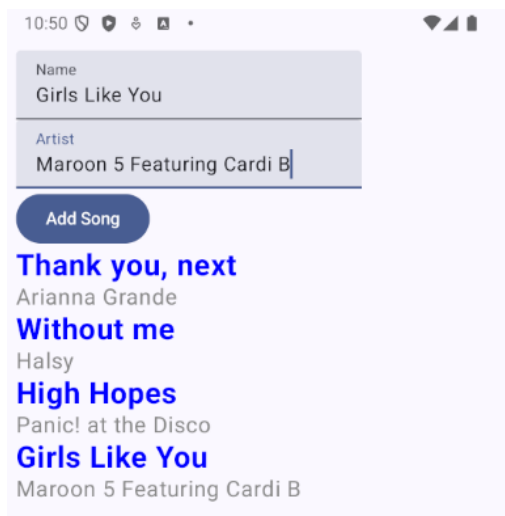 10:50
Name
Girls Like You
Artist
Maroon 5 Featuring Cardi B
Add Song
Thank you, next
Arianna Grande
Without me
Halsy
High Hopes
Panic! at the Disco
Girls Like You
Maroon 5 Featuring Cardi B